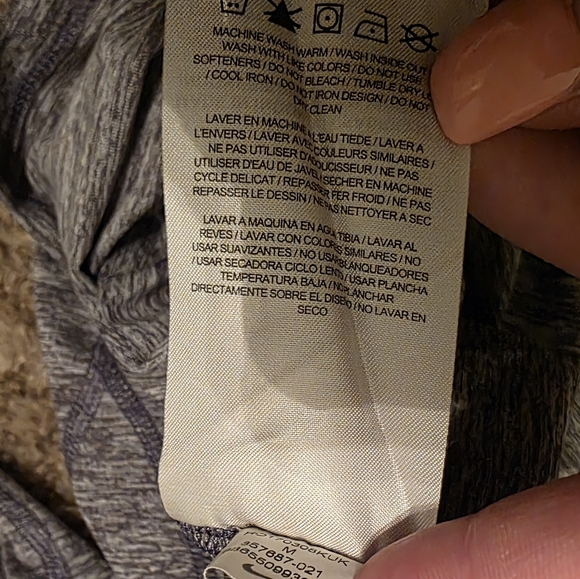 MACHINE WASH WARM / WASH INSIDE OUT
WASH WITH LIKE COLORS / DO NOT USE
SOFTENERS / DO NOT BLEACH / TUMBLE DRY
/ COOL IRON / DO NOT IRON DESIGN / DO NOT
DRY CLEAN
LAVER EN MACHINE L'EAU TIEDE / LAVER A
L'ENVERS / LAVER AVEC COULEURS SIMILAIRES /
NE PAS UTILISER D'ADOUCISSEUR / NE PAS
UTILISER D'EAU DE JAVEL SECHER EN MACHINE
CYCLE DELICAT / REPASSER FER FROID / NE PAS
REPASSER LE DESSIN / NE PAS NETTOYER A SEC
LAVAR A MAQUINA EN AGUA TIBIA / LAVAR AL
REVES / LAVAR CON COLORES SIMILARES / NO
USAR SUAVIZANTES / NO USAR BLANQUEADORES
/ USAR SECADORA CICLO LENTO / USAR PLANCHA
TEMPERATURA BAJA / NO PLANCHAR
DIRECTAMENTE SOBRE EL DISEÑO / NO LAVAR EN
SECO
M
857687-021